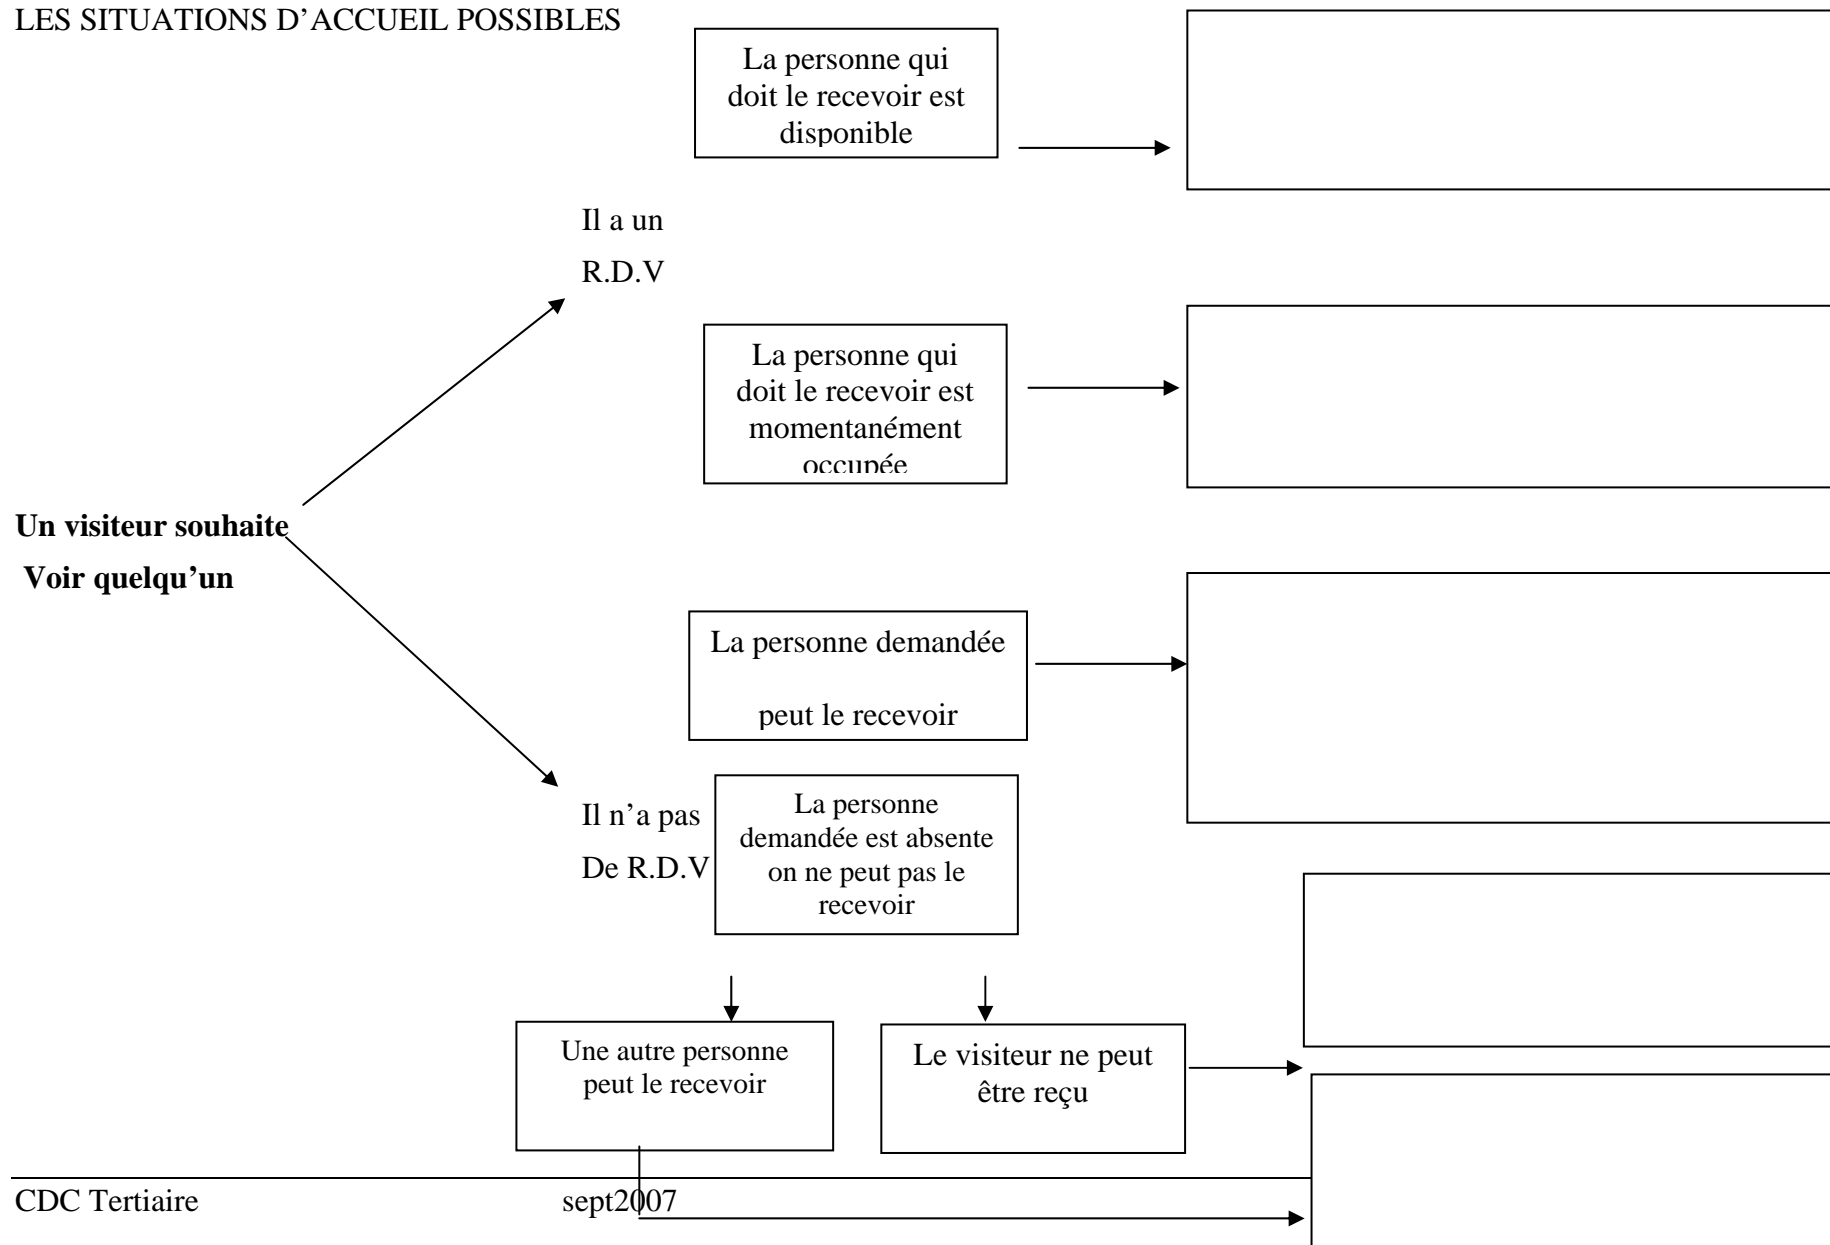 LES SITUATIONS D’ACCUEIL POSSIBLES
La personne qui
doit le recevoir est
disponible
Il a un
R.D.V
La personne qui
doit le recevoir est
momentanément
occupée
Un visiteur souhaite
Voir quelqu’un
La personne demandée
peut le recevoir
Il n’a pas
De R.D.V
La personne
demandée est absente
on ne peut pas le
recevoir
Une autre personne
peut le recevoir
Le visiteur ne peut
être reçu
CDC Tertiaire sept2007